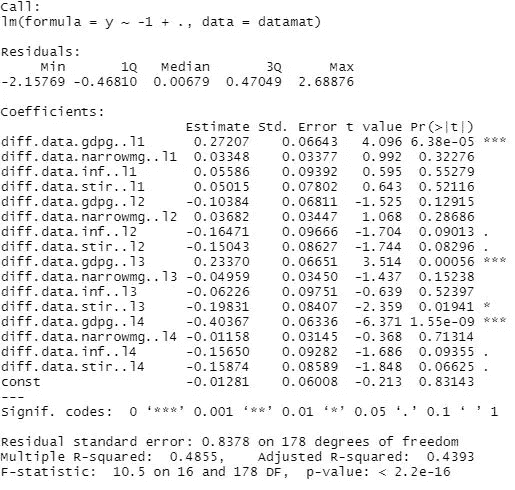 Call:
lm(formula = y ~ -1 + ., data = datamat)
Residuals:
Min 1Q Median 3Q Max
-2.15769 -0.46810 0.00679 0.47049 2.68876
Coefficients:
Estimate Std. Error t value Pr(>|t|)
diff.data.gdpg..l1 0.27207 0.06643 4.096 6.38e-05 ***
diff.data.narrowmg..l1 0.03348 0.03377 0.992 0.32276
diff.data.inf..l1 0.05586 0.09392 0.595 0.55279
diff.data.stir..l1 0.05015 0.07802 0.643 0.52116
diff.data.gdpg..l2 -0.10384 0.06811 -1.525 0.12915
diff.data.narrowmg..l2 0.03682 0.03447 1.068 0.28686
diff.data.inf..l2 -0.16471 0.09666 -1.704 0.09013 .
diff.data.stir..l2 -0.15043 0.08627 -1.744 0.08296 .
diff.data.gdpg..l3 0.23370 0.06651 3.514 0.00056 ***
diff.data.narrowmg..l3 -0.04959 0.03450 -1.437 0.15238
diff.data.inf..l3 -0.06226 0.09751 -0.639 0.52397
diff.data.stir..l3 -0.19831 0.08407 -2.359 0.01941 *
diff.data.gdpg..l4 -0.40367 0.06336 -6.371 1.55e-09 ***
diff.data.narrowmg..l4 -0.01158 0.03145 -0.368 0.71314
diff.data.inf..l4 -0.15650 0.09282 -1.686 0.09355 .
diff.data.stir..l4 -0.15874 0.08589 -1.848 0.06625 .
const -0.01281 0.06008 -0.213 0.83143
---
Signif. codes: 0 ‘***’ 0.001 ‘**’ 0.01 ‘*’ 0.05 ‘.’ 0.1 ‘ ’ 1
Residual standard error: 0.8378 on 178 degrees of freedom
Multiple R-squared: 0.4855, Adjusted R-squared: 0.4393
F-statistic: 10.5 on 16 and 178 DF, p-value: < 2.2e-16